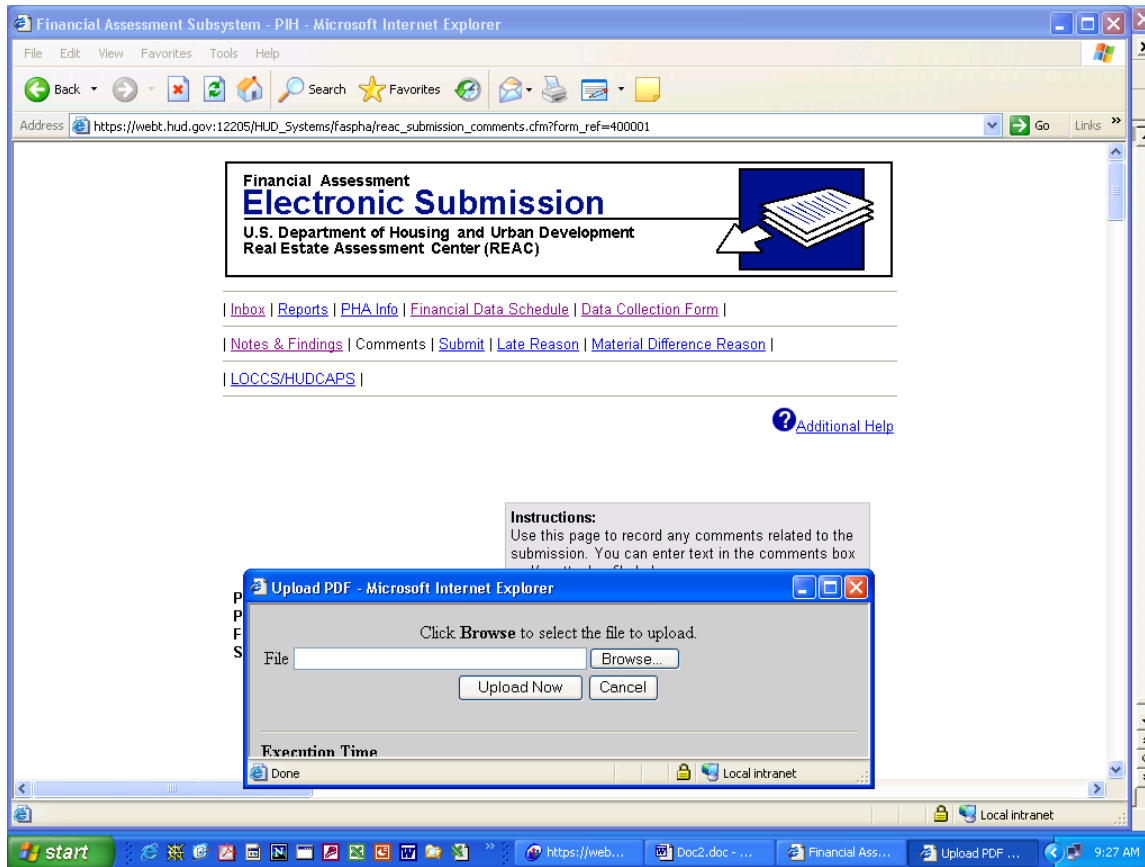 Financial Assessment Subsystem - PIH - Microsoft Internet Explorer
File Edit View Favorites Tools Help
Back Search Favorites
Address https://webt.hud.gov:12205/HUD_Systems/faspha/reac_submission_comments.cfm?form_ref=400001 Go Links »
Financial Assessment
Electronic Submission
U.S. Department of Housing and Urban Development
Real Estate Assessment Center (REAC)
| Inbox | Reports | PHA Info | Financial Data Schedule | Data Collection Form |
| Notes & Findings | Comments | Submit | Late Reason | Material Difference Reason |
| LOCCS/HUDCAPS |
? Additional Help
Instructions:
Use this page to record any comments related to the
submission. You can enter text in the comments box
P
P
F
S
Upload PDF - Microsoft Internet Explorer
Click Browse to select the file to upload.
File Browse...
Upload Now Cancel
Execution Time
Done Local intranet
Local intranet
start » https://web... Doc2.doc - ... Financial Ass... Upload PDF ... 9:27 AM